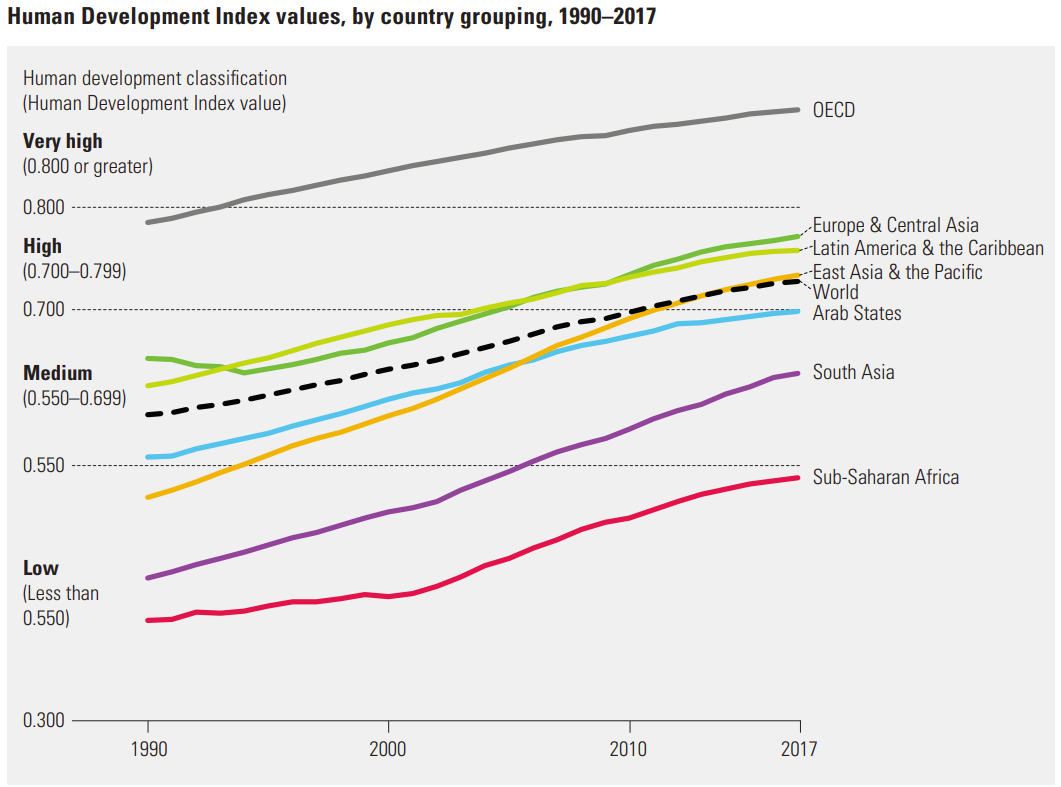 Human Development Index values, by country grouping, 1990–2017
Human development classification
(Human Development Index value)
OECD
Very high
(0.800 or greater)
0.800
Europe & Central Asia
High
Latin America & the Caribbean
(0.700–0.799)
East Asia & the Pacific
World
0.700
Arab States
Medium
South Asia
(0.550–0.699)
0.550
Sub-Saharan Africa
Low
(Less than
0.550)
0.300
1990
2000
2010
2017